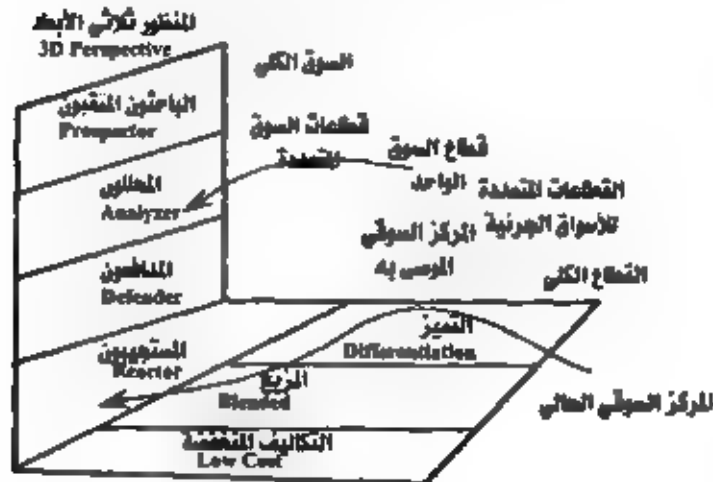 المنظور ثلاثي الأبعاد
3D Perspective
السوق الكلي
الباحثون المنقبون
Prospector
قطاعات السوق
المتعددة
قطاع السوق
الواحد
المحللون
Analyzer
القطاعات المتعددة
للأسواق الجزئية
المركز السوقي
الموصى به
المدافعون
Defender
القطاع الكلي
التميز
Differentiation
المستجيبون
Reactor
المزيج
Blended
المركز السوقي الحالي
التكاليف المنخفضة
Low Cost